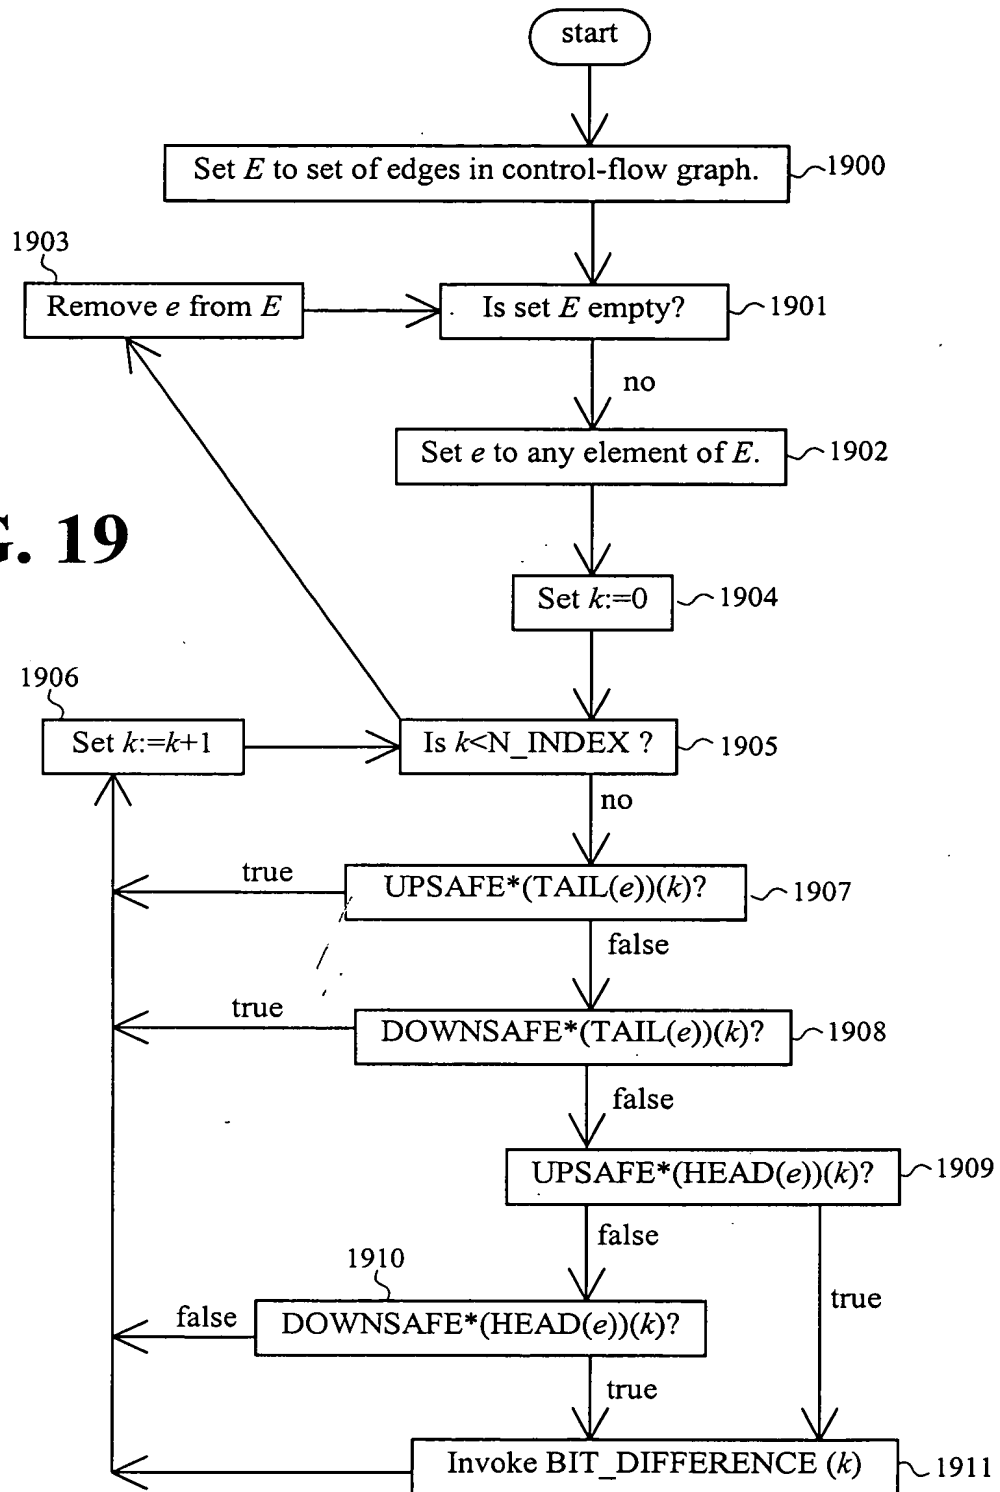 start
Set E to set of edges in control-flow graph.
1900
1903
Remove e from E
Is set E empty?
1901
no
Set e to any element of E.
1902
G. 19
Set k:=0
1904
1906
Set k:=k+1
Is k<N_INDEX ?
1905
no
true
UPSAFE*(TAIL(e))(k)?
1907
false
true
DOWNSAFE*(TAIL(e))(k)?
1908
false
UPSAFE*(HEAD(e))(k)?
1909
false
1910
true
false
DOWNSAFE*(HEAD(e))(k)?
true
Invoke BIT_DIFFERENCE (k)
1911